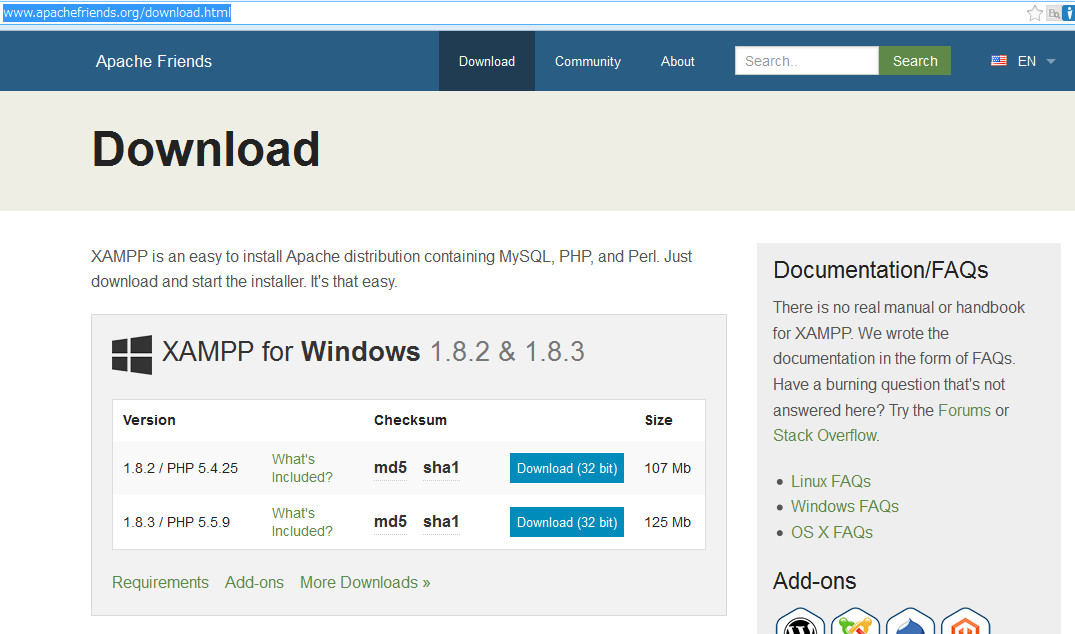 www.apachefriends.org/download.html
Apache Friends
Download
Community
About
Search..
Search
EN
Download
XAMPP is an easy to install Apache distribution containing MySQL, PHP, and Perl. Just
download and start the installer. It's that easy.
XAMPP for Windows 1.8.2 & 1.8.3
Version Checksum Size
1.8.2 / PHP 5.4.25 What's Included? md5 sha1 Download (32 bit) 107 Mb
1.8.3 / PHP 5.5.9 What's Included? md5 sha1 Download (32 bit) 125 Mb
Requirements Add-ons More Downloads »
Documentation/FAQs
There is no real manual or handbook
for XAMPP. We wrote the
documentation in the form of FAQs.
Have a burning question that's not
answered here? Try the Forums or
Stack Overflow.
• Linux FAQs
• Windows FAQs
• OS X FAQs
Add-ons